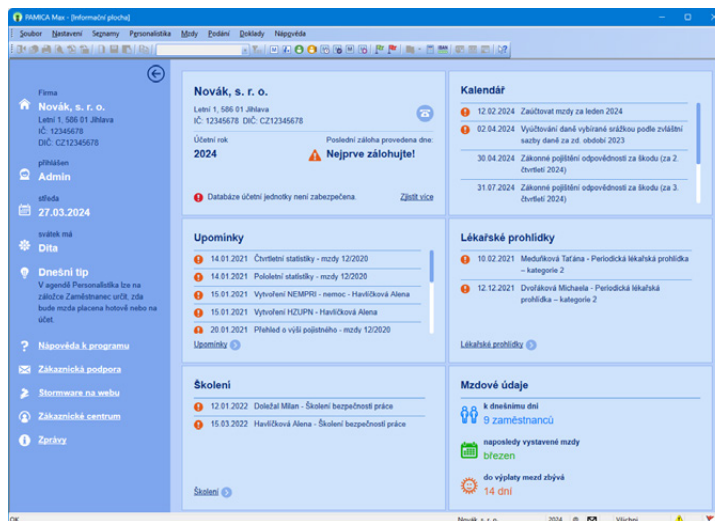 PAMICA Max - [Informační plocha]
Soubor Nastavení Seznamy Personalistika Mzdy Podání Doklady Nápověda
Firma
Novák, s. r. o.
Letní 1, 586 01 Jihlava
IČ: 12345678
DIČ: CZ12345678
přihlášen
Admin
středa
27.03.2024
svátek má
Dita
Dnešní tip
V agendě Personalistika lze na
záložce Zaměstnanec určit, zda
bude mzda placena hotově nebo na
účet.
Nápověda k programu
Zákaznická podpora
Stormware na webu
Zákaznické centrum
Zprávy
Novák, s. r. o.
Letní 1, 586 01 Jihlava
IČ: 12345678 DIČ: CZ12345678
Účetní rok
2024
Poslední záloha provedena dne:
Nejprve zálohujte!
Databáze účetní jednotky není zabezpečena. Zjistit více
Kalendář
12.02.2024 Zaúčtovat mzdy za leden 2024
02.04.2024 Vyúčtování daně vybírané srážkou podle zvláštní
sazby daně za zd. období 2023
30.04.2024 Zákonné pojištění odpovědnosti za škodu (za 2.
čtvrtletí 2024)
31.07.2024 Zákonné pojištění odpovědnosti za škodu (za 3.
čtvrtletí 2024)
Upomínky
14.01.2021 Čtvrtletní statistiky - mzdy 12/2020
14.01.2021 Pololetní statistiky - mzdy 12/2020
15.01.2021 Vytvoření NEMPRI - nemoc - Havlíčková Alena
15.01.2021 Vytvoření HZUPN - Havlíčková Alena
20.01.2021 Přehled o výši pojistného - mzdy 12/2020
Upomínky
Lékařské prohlídky
10.02.2021 Meduňková Taťána - Periodická lékařská prohlídka
– kategorie 2
12.12.2021 Dvořáková Michaela - Periodická lékařská
prohlídka – kategorie 2
Lékařské prohlídky
Školení
12.01.2022 Doležal Milan - Školení bezpečnosti práce
15.03.2022 Havlíčková Alena - Školení bezpečnosti práce
Školení
Mzdové údaje
k dnešnímu dni
9 zaměstnanců
naposledy vystavené mzdy
březen
do výplaty mezd zbývá
14 dní
OK
Novák, s. r. o. 2024 @ Všichni